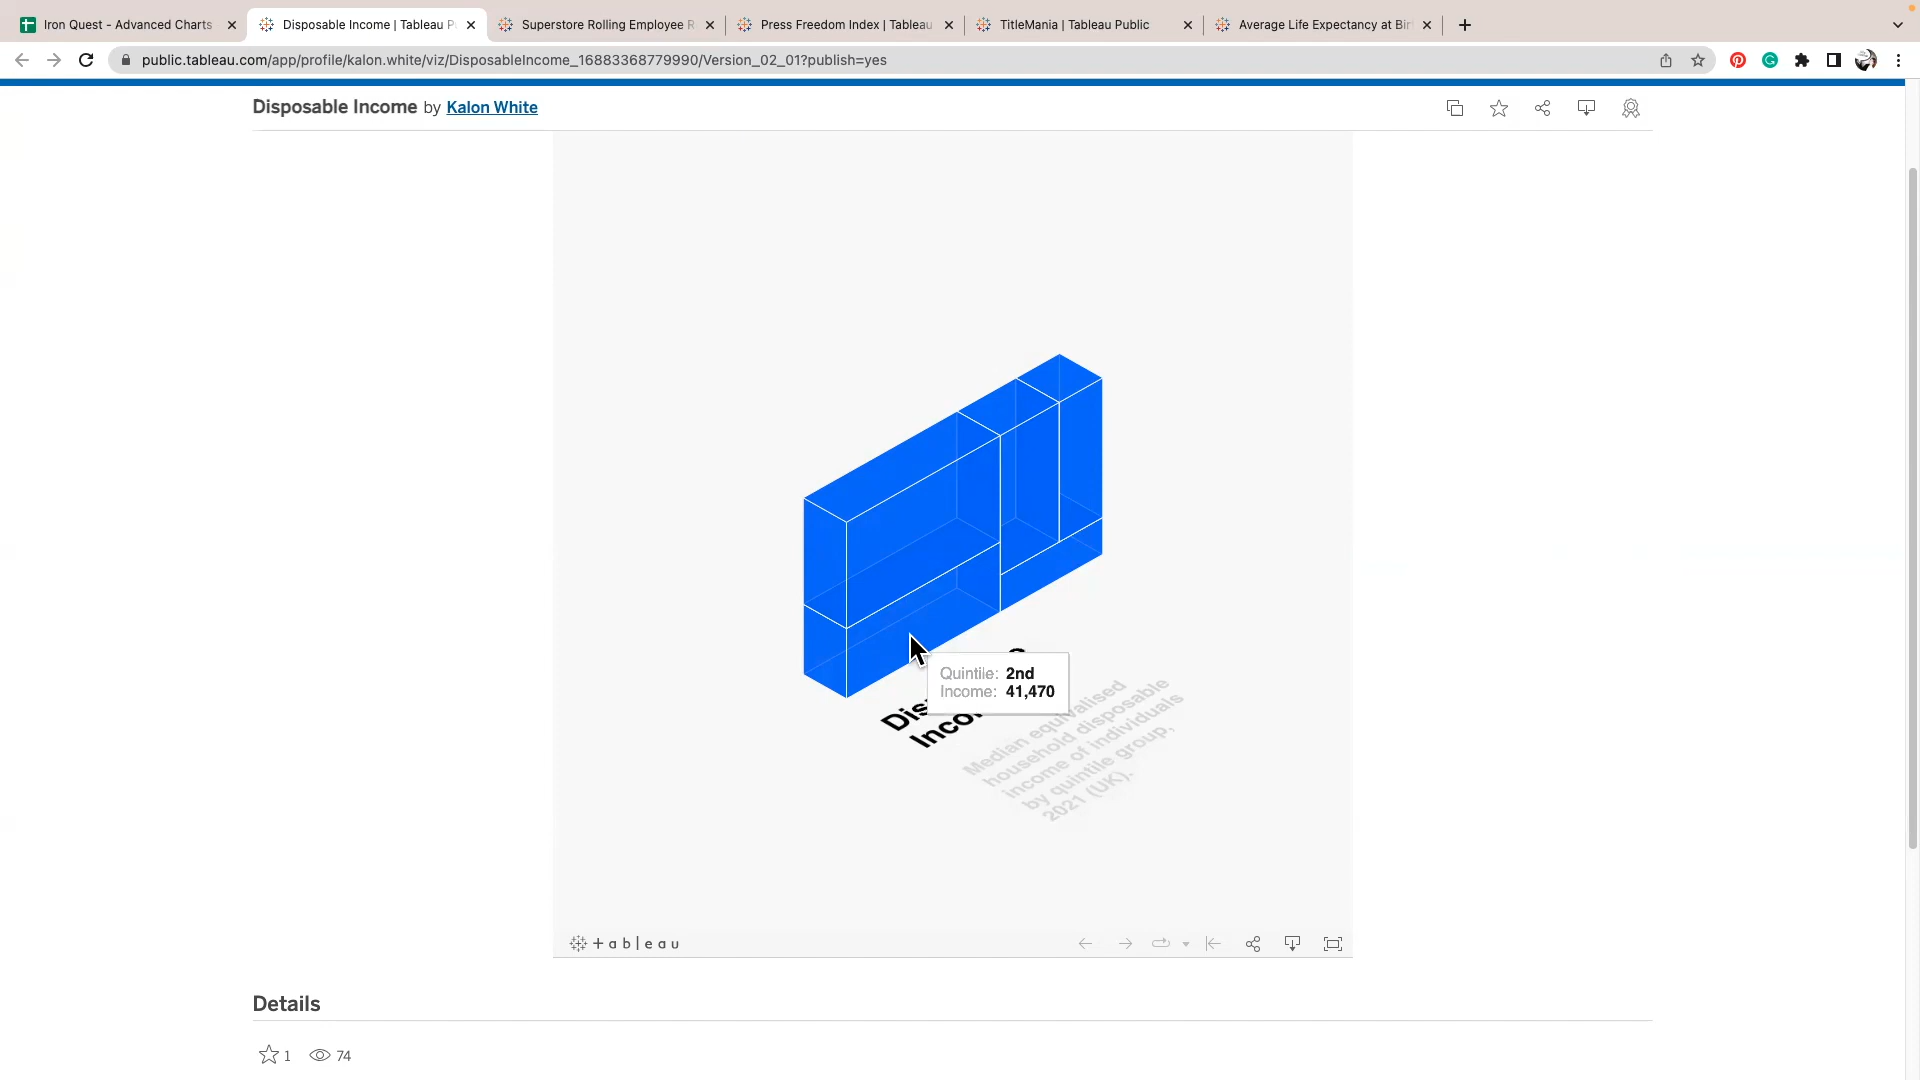 Iron Quest - Advanced Charts
Disposable Income | Tableau P
Superstore Rolling Employee R
Press Freedom Index | Tableau
TitleMania | Tableau Public
Average Life Expectancy at Bir
public.tableau.com/app/profile/kalon.white/viz/DisposableIncome_16883368779990/Version_02_01?publish=yes
Disposable Income by Kalon White
Quintile: 2nd
Income: 41,470
Median equivalised
household disposable
income of individuals
by quintile group,
2021 (UK).
+ableau
Details
1
74